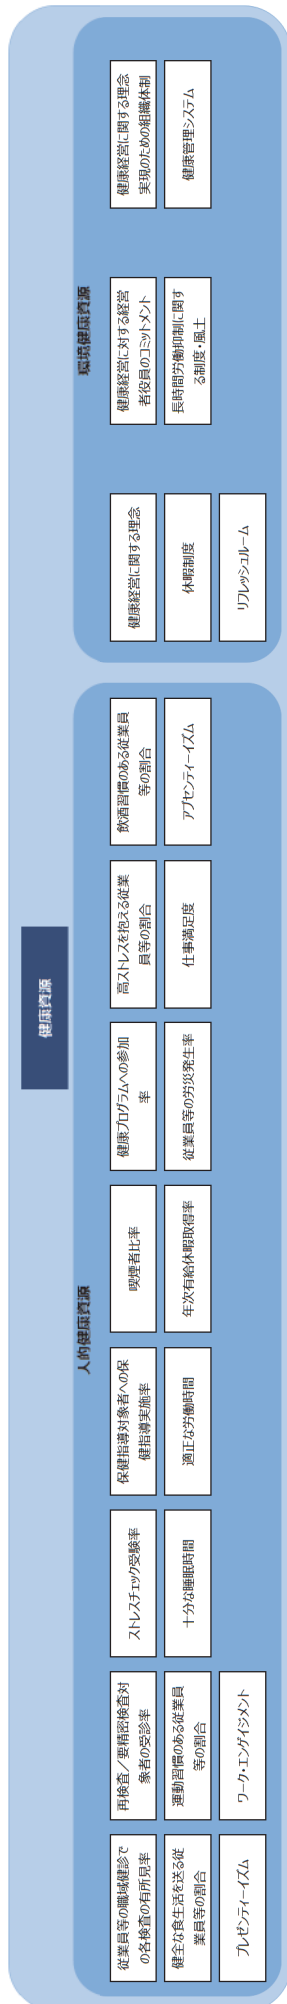 健康資源
人的健康資源
従業員等の職域健診で
の各検査の有所見率
再検査／要精密検査対
象者の受診率
ストレスチェック受験率
保健指導対象者への保
健指導実施率
喫煙者比率
健康プログラムへの参加
率
高ストレスを抱える従業
員等の割合
飲酒習慣のある従業員
等の割合
健全な食生活を送る従
業員等の割合
運動習慣のある従業員
等の割合
十分な睡眠時間
適正な労働時間
年次有給休暇取得率
従業員等の労災発生率
仕事満足度
アブセンティーイズム
プレゼンティーイズム
ワーク・エンゲイジメント
環境健康資源
健康経営に関する理念
健康経営に対する経営
者役員のコミットメント
健康経営に関する理念
実現のための組織体制
休暇制度
長時間労働抑制に関す
る制度・風土
健康管理システム
リフレッシュルーム